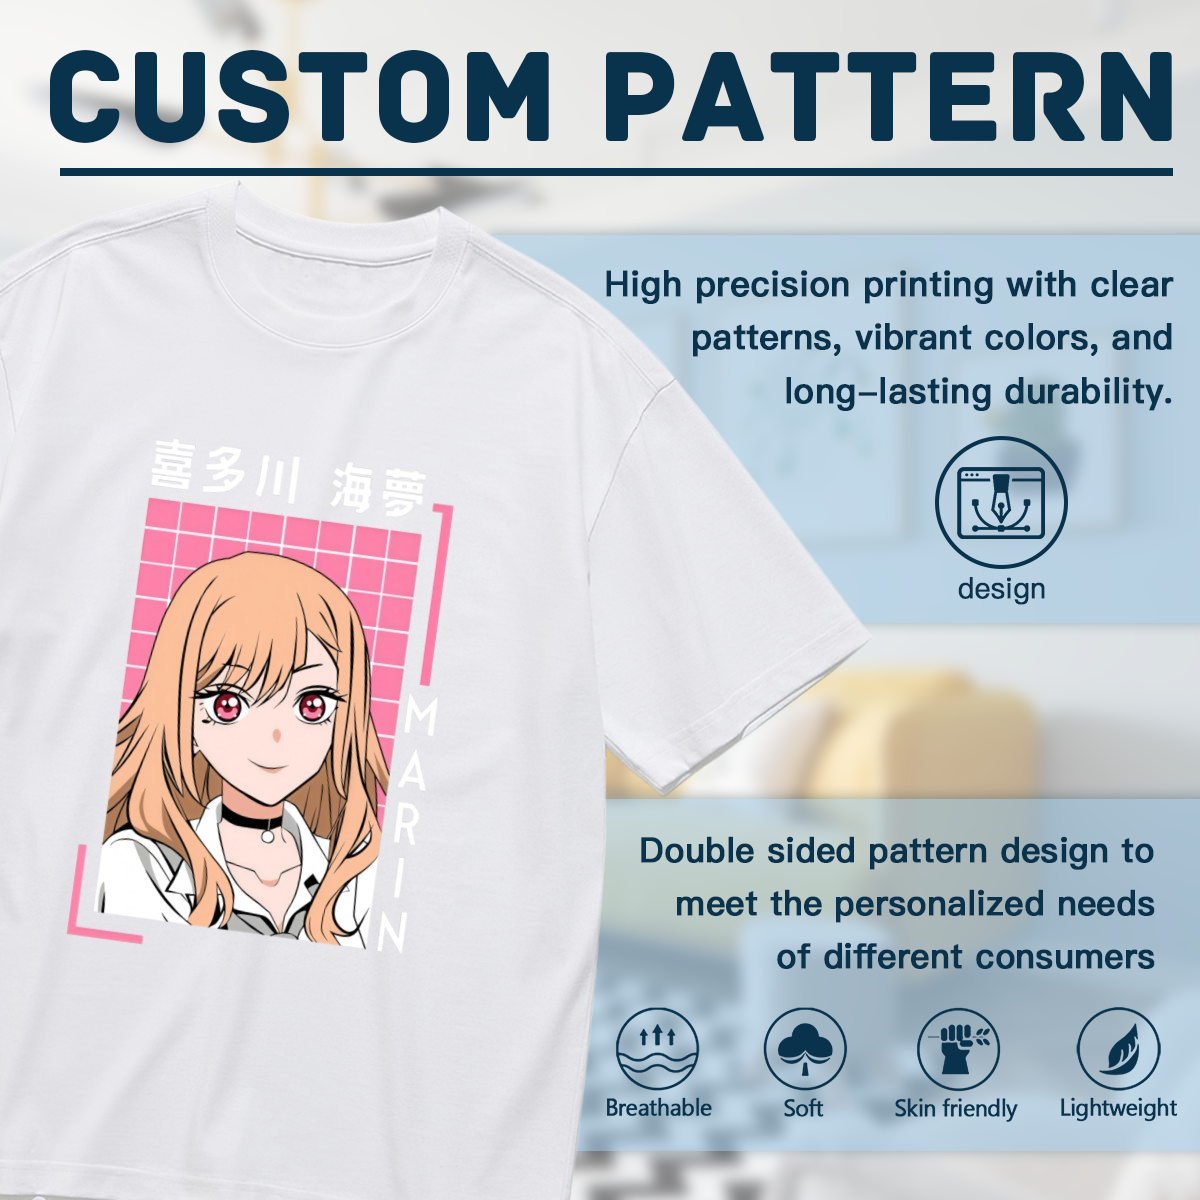 CUSTOM PATTERN
High precision printing with clear
patterns, vibrant colors, and
long-lasting durability.
design
喜多川 海夢
MARIN
Double sided pattern design to
meet the personalized needs
of different consumers
Breathable
Soft
Skin friendly
Lightweight